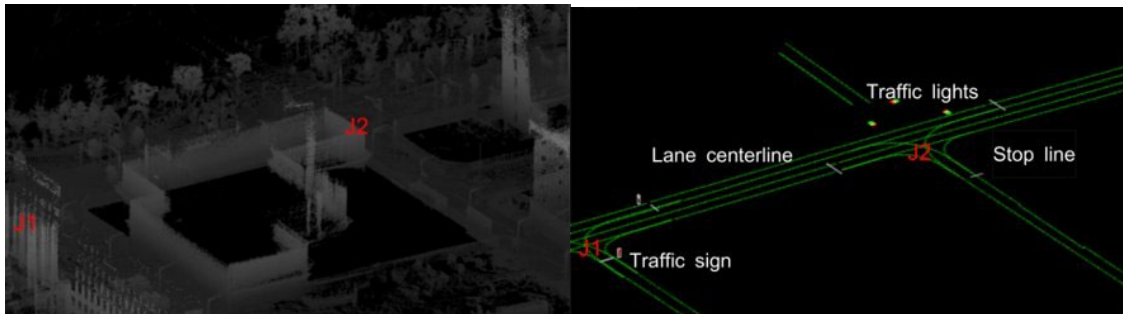 J2
J1
Traffic lights
Lane centerline
J2
Stop line
J1
Traffic sign